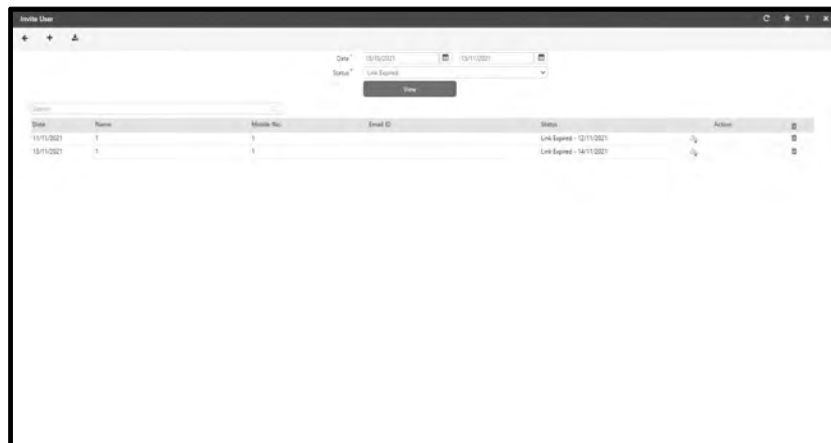 Invite User
Date * 15/10/2021 15/11/2021
Status * Link Expired
View
Search
Date Name Mobile No. Email ID Status Action
11/11/2021 1 1 Link Expired - 12/11/2021
13/11/2021 1 1 Link Expired - 14/11/2021